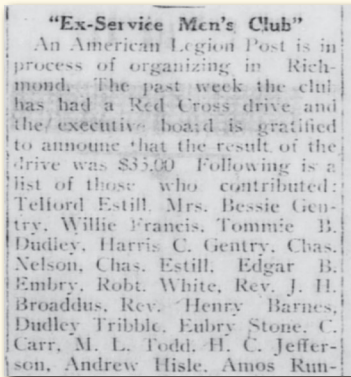 "Ex-Service Men's Club"
An American Legion Post is in
process of organizing in Rich-
mond. The past week the club
has had a Red Cross drive and
the executive board is gratified
to announc that the result of the
drive was $35.00 Following is a
list of those who contributed:
Telford Estill, Mrs. Bessie Gen-
try, Willie Francis, Tommie B.
Dudley, Harris C. Gentry, Chas.
Nelson, Chas. Estill, Edgar B.
Embry, Robt. White, Rev. J. H.
Broaddus, Rev. Henry Barnes,
Dudley Tribble, Eubry Stone, C.
Carr, M. L. Todd, H. C. Jeffer-
son, Andrew Hisle, Amos Run-